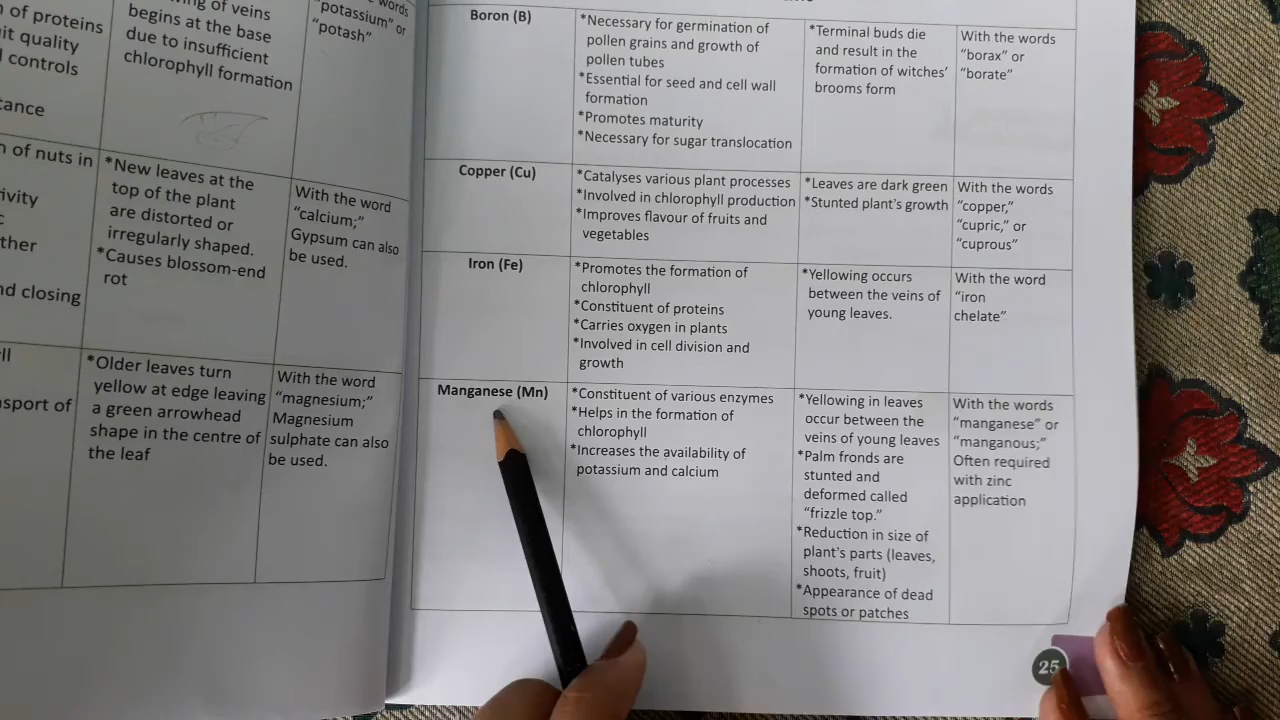 of proteins
quality
controls
tance
of veins
begins at the base
due to insufficient
chlorophyll formation
words
"potassium" or
"potash"
of nuts in
ther
nd closing
*New leaves at the
top of the plant
are distorted or
irregularly shaped.
*Causes blossom-end
rot
With the word
"calcium;"
Gypsum can also
be used.
sport of
*Older leaves turn
yellow at edge leaving
a green arrowhead
shape in the centre of
the leaf
With the word
"magnesium;"
Magnesium
sulphate can also
be used.
Boron (B)
*Necessary for germination of
pollen grains and growth of
pollen tubes
*Essential for seed and cell wall
formation
*Promotes maturity
*Necessary for sugar translocation
*Terminal buds die
and result in the
formation of witches'
brooms form
With the words
"borax" or
"borate"
Copper (Cu)
*Catalyses various plant processes
*Involved in chlorophyll production
*Improves flavour of fruits and
vegetables
*Leaves are dark green
*Stunted plant's growth
With the words
"copper,"
"cupric," or
"cuprous"
Iron (Fe)
*Promotes the formation of
chlorophyll
*Constituent of proteins
*Carries oxygen in plants
*Involved in cell division and
growth
*Yellowing occurs
between the veins of
young leaves.
With the word
"iron
chelate"
Manganese (Mn)
*Constituent of various enzymes
*Helps in the formation of
chlorophyll
*Increases the availability of
potassium and calcium
*Yellowing in leaves
occur between the
veins of young leaves
*Palm fronds are
stunted and
deformed called
"frizzle top."
*Reduction in size of
plant's parts (leaves,
shoots, fruit)
*Appearance of dead
spots or patches
With the words
"manganese" or
"manganous;"
Often required
with zinc
application
25